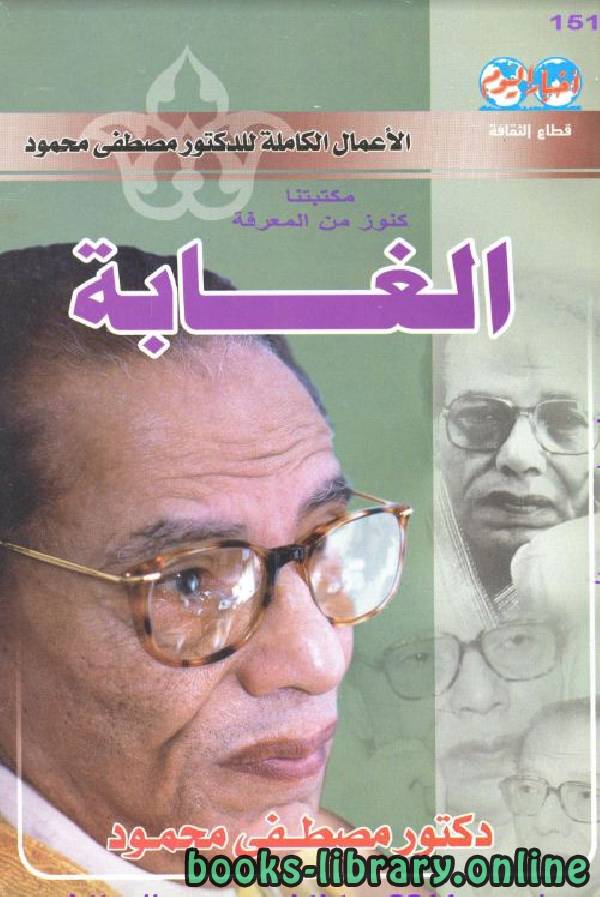 151
أخبار اليوم
قطاع الثقافة
الأعمال الكاملة للدكتور مصطفى محمود
مكتبتنا
كنوز من المعرفة
الغابة
دكتور مصطفى محمود
books-library.online